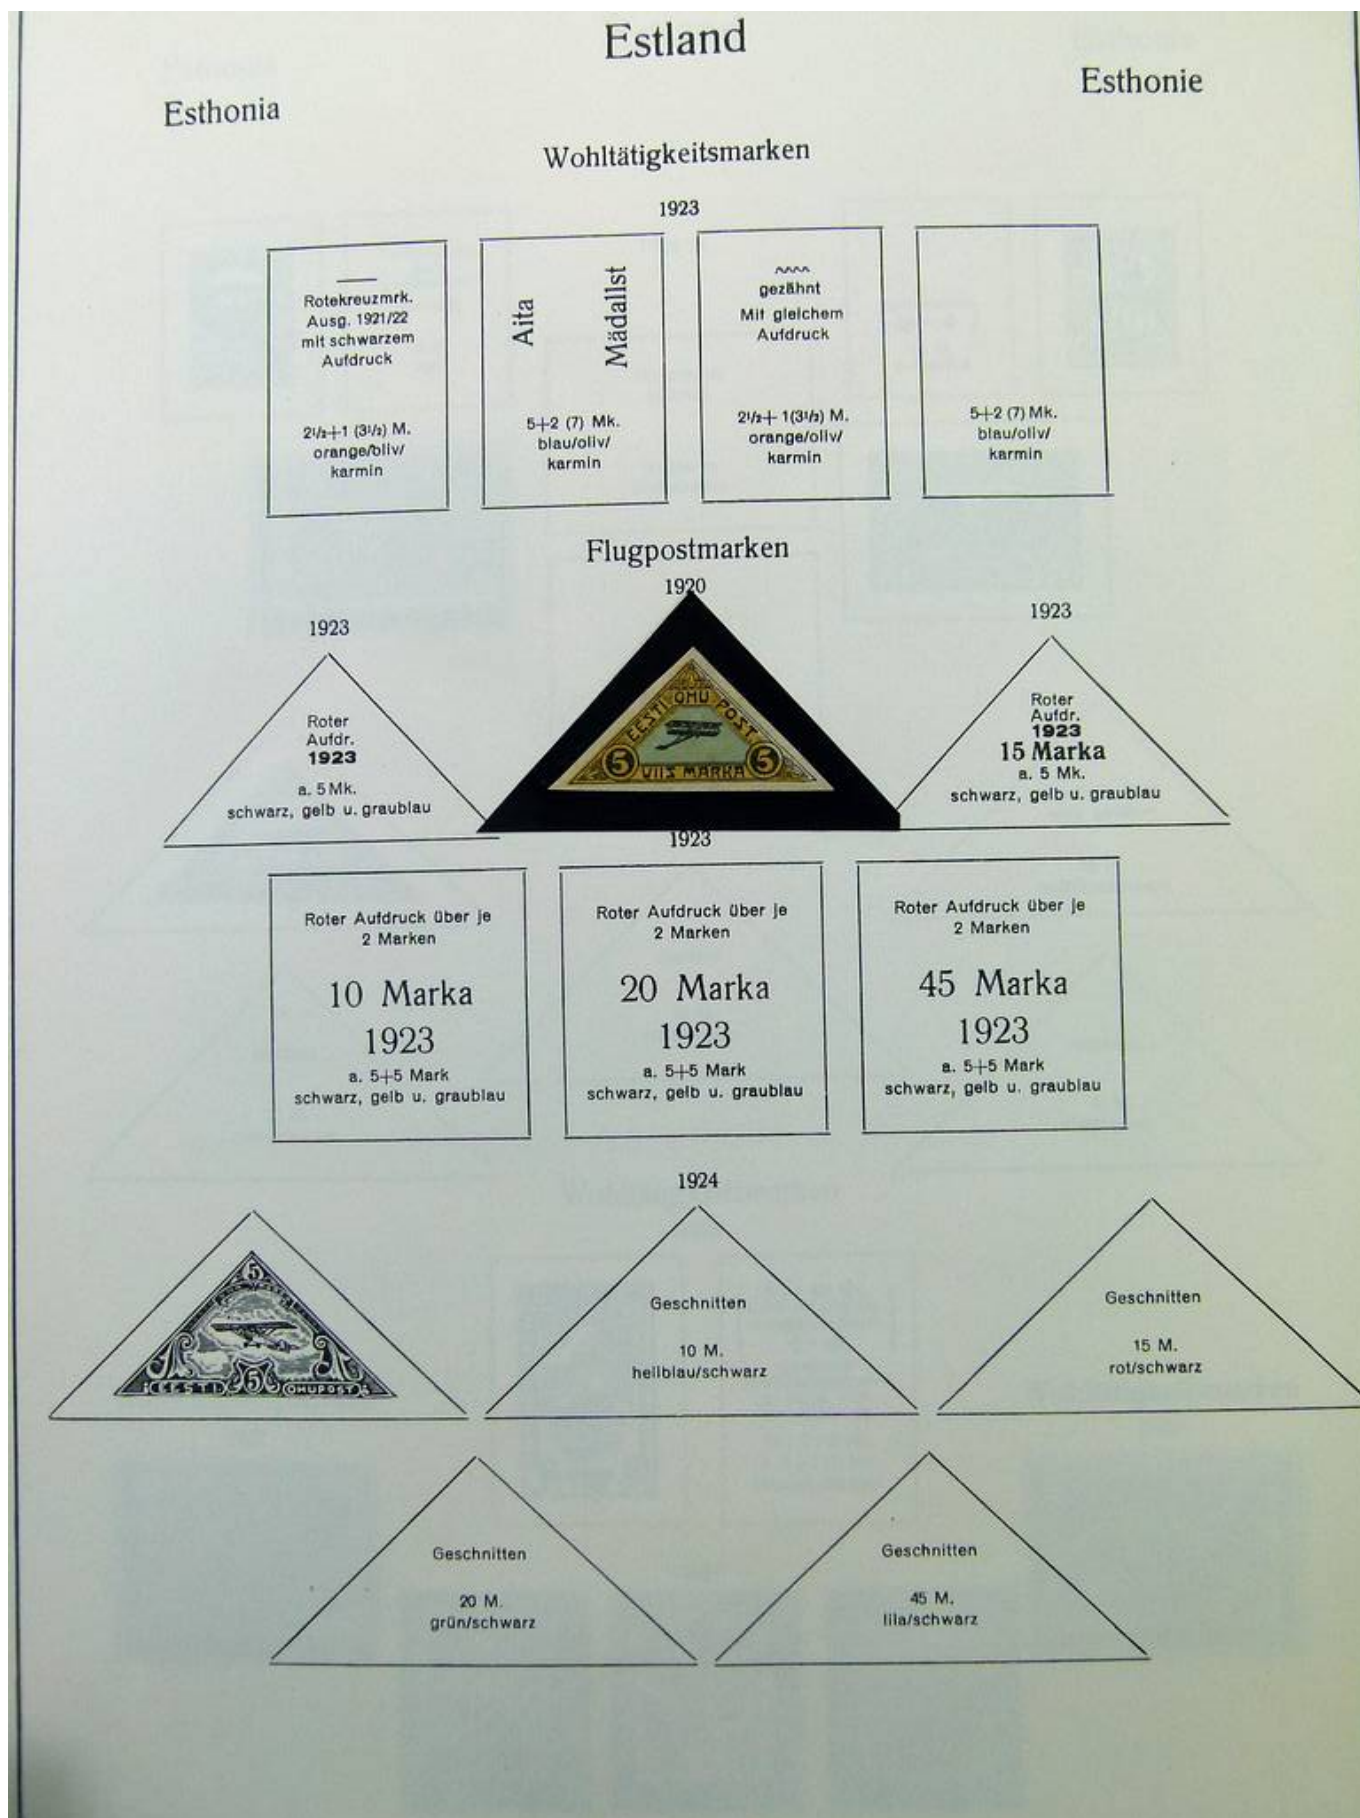 Estland
Esthonia
Esthonie
Wohltätigkeitsmarken
1923
Rotekreuzmrk.
Ausg. 1921/22
mit schwarzem
Aufdruck
2½+1 (3½) M.
orange/oliv/
karmin
Aita
Mädallst
5+2 (7) Mk.
blau/oliv/
karmin
gezähnt
Mit gleichem
Aufdruck
2½+1(3½) M.
orange/oliv/
karmin
5+2 (7) Mk.
blau/oliv/
karmin
Flugpostmarken
1923
Roter
Aufdr.
1923
a. 5 Mk.
schwarz, gelb u. graublau
1920
EESTI ÕHU POST.
5 VIIS MARKA 5
1923
Roter
Aufdr.
1923
15 Marka
a. 5 Mk.
schwarz, gelb u. graublau
1923
Roter Aufdruck über je
2 Marken
10 Marka
1923
a. 5+5 Mark
schwarz, gelb u. graublau
Roter Aufdruck über je
2 Marken
20 Marka
1923
a. 5+5 Mark
schwarz, gelb u. graublau
Roter Aufdruck über je
2 Marken
45 Marka
1923
a. 5+5 Mark
schwarz, gelb u. graublau
1924
5
EESTI 5 ÕHUPOST
Geschnitten
10 M.
hellblau/schwarz
Geschnitten
15 M.
rot/schwarz
Geschnitten
20 M.
grün/schwarz
Geschnitten
45 M.
lila/schwarz